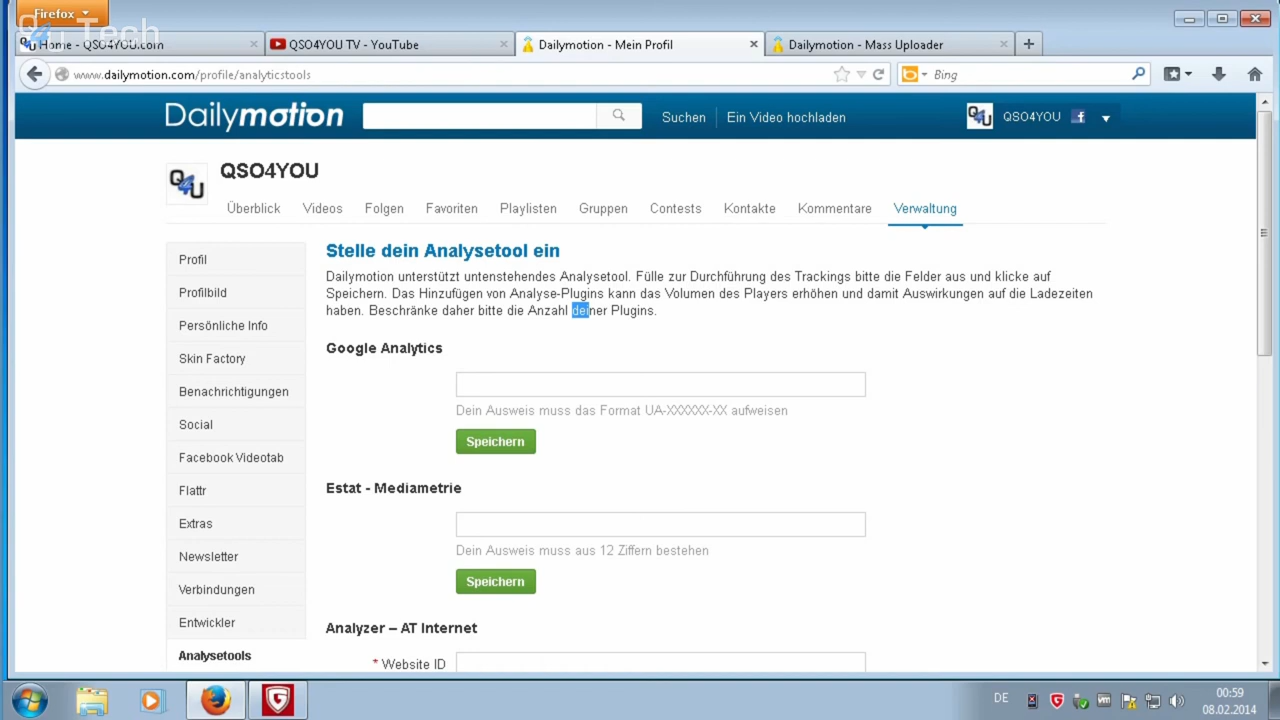 Firefox
Q4U Tech
Home - QSO4YOU.com
QSO4YOU TV - YouTube
Dailymotion - Mein Profil
Dailymotion - Mass Uploader
www.dailymotion.com/profile/analyticstools
Bing
Dailymotion
Suchen
Ein Video hochladen
Q4U
QSO4YOU
Q4U
QSO4YOU
Überblick
Videos
Folgen
Favoriten
Playlisten
Gruppen
Contests
Kontakte
Kommentare
Verwaltung
Profil
Profilbild
Persönliche Info
Skin Factory
Benachrichtigungen
Social
Facebook Videotab
Flattr
Extras
Newsletter
Verbindungen
Entwickler
Analysetools
Stelle dein Analysetool ein
Dailymotion unterstützt untenstehendes Analysetool. Fülle zur Durchführung des Trackings bitte die Felder aus und klicke auf
Speichern. Das Hinzufügen von Analyse-Plugins kann das Volumen des Players erhöhen und damit Auswirkungen auf die Ladezeiten
haben. Beschränke daher bitte die Anzahl deiner Plugins.
Google Analytics
Dein Ausweis muss das Format UA-XXXXXX-XX aufweisen
Speichern
Estat - Mediametrie
Dein Ausweis muss aus 12 Ziffern bestehen
Speichern
Analyzer – AT Internet
* Website ID
DE
00:59
08.02.2014